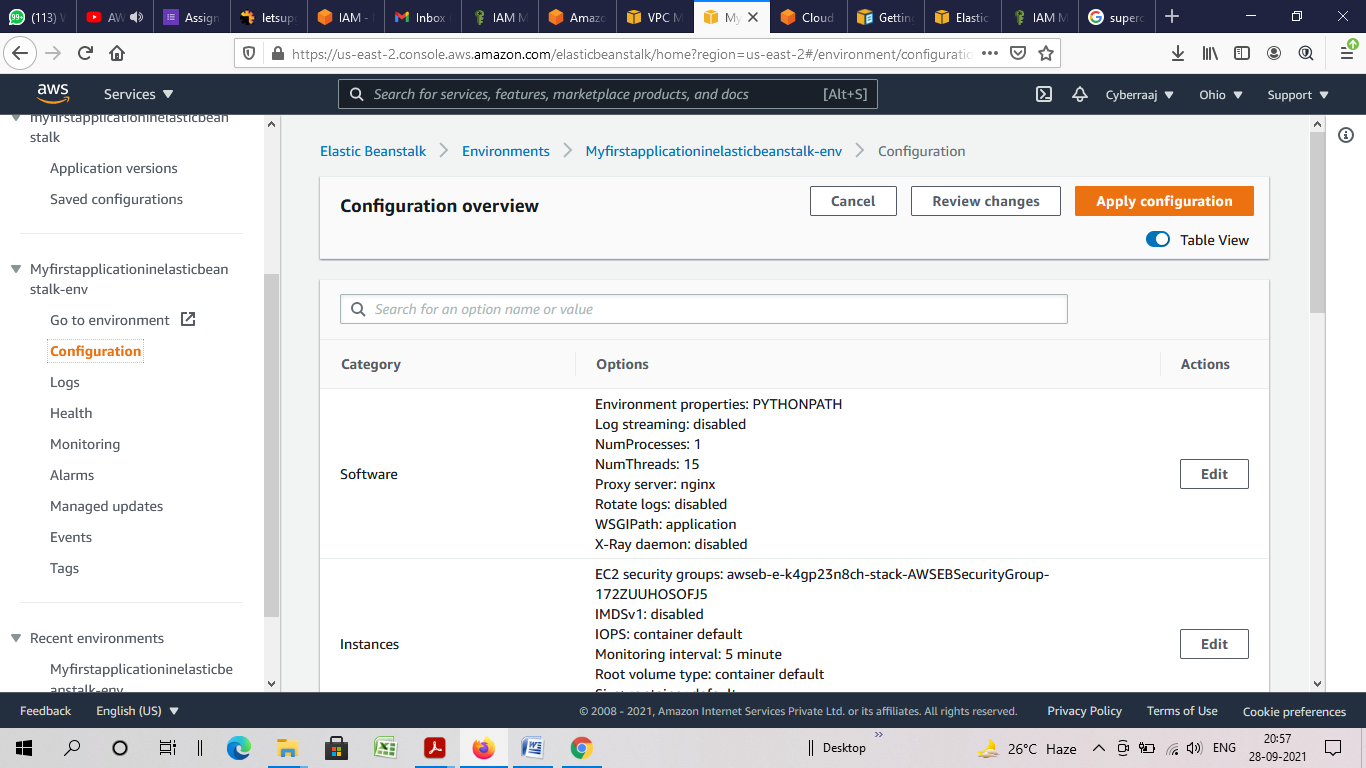 99+
(113) W
AW
Assign
letsupg
IAM -
Inbox (
IAM M
Amazo
VPC M
My
Cloud
Gettin
Elastic
IAM M
superc
https://us-east-2.console.aws.amazon.com/elasticbeanstalk/home?region=us-east-2#/environment/configuratio
aws
Services
Search for services, features, marketplace products, and docs
[Alt+S]
Cyberraaj
Ohio
Support
myfirstapplicationinelasticbean
stalk
Application versions
Saved configurations
Myfirstapplicationinelasticbean
stalk-env
Go to environment
Configuration
Logs
Health
Monitoring
Alarms
Managed updates
Events
Tags
Recent environments
Myfirstapplicationinelasticbe
anstalk-env
Elastic Beanstalk
Environments
Myfirstapplicationinelasticbeanstalk-env
Configuration
Configuration overview
Cancel
Review changes
Apply configuration
Table View
Search for an option name or value
Category
Options
Actions
Software
Environment properties: PYTHONPATH
Log streaming: disabled
NumProcesses: 1
NumThreads: 15
Proxy server: nginx
Rotate logs: disabled
WSGIPath: application
X-Ray daemon: disabled
Edit
Instances
EC2 security groups: awseb-e-k4gp23n8ch-stack-AWSEBSecurityGroup-
172ZUUHOSOFJ5
IMDSv1: disabled
IOPS: container default
Monitoring interval: 5 minute
Root volume type: container default
Size: container default
Edit
Feedback
English (US)
© 2008 - 2021, Amazon Internet Services Private Ltd. or its affiliates. All rights reserved.
Privacy Policy
Terms of Use
Cookie preferences
Desktop
26°C Haze
ENG
20:57
28-09-2021